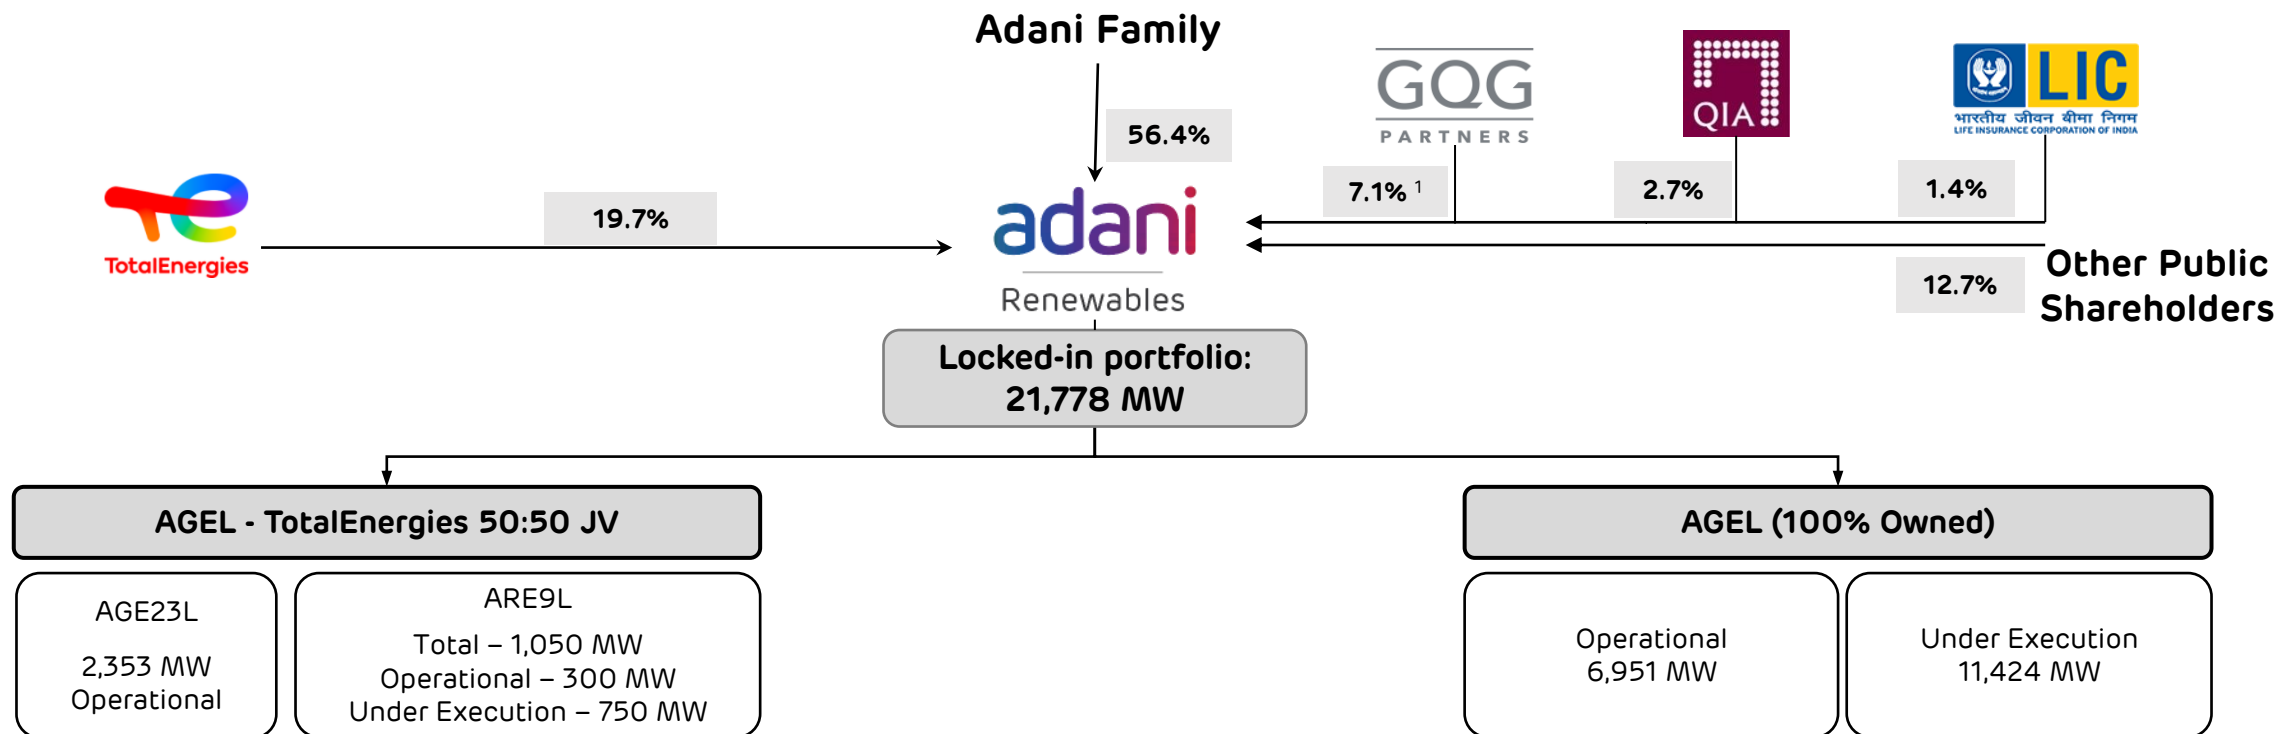 Adani Family
GQG
PARTNERS
QIA
LIC
भारतीय जीवन बीमा निगम
LIFE INSURANCE CORPORATION OF INDIA
56.4%
7.1% 1
2.7%
1.4%
TotalEnergies
19.7%
adani
Renewables
12.7%
Other Public
Shareholders
Locked-in portfolio:
21,778 MW
AGEL - TotalEnergies 50:50 JV
AGEL (100% Owned)
AGE23L
2,353 MW
Operational
ARE9L
Total – 1,050 MW
Operational – 300 MW
Under Execution – 750 MW
Operational
6,951 MW
Under Execution
11,424 MW